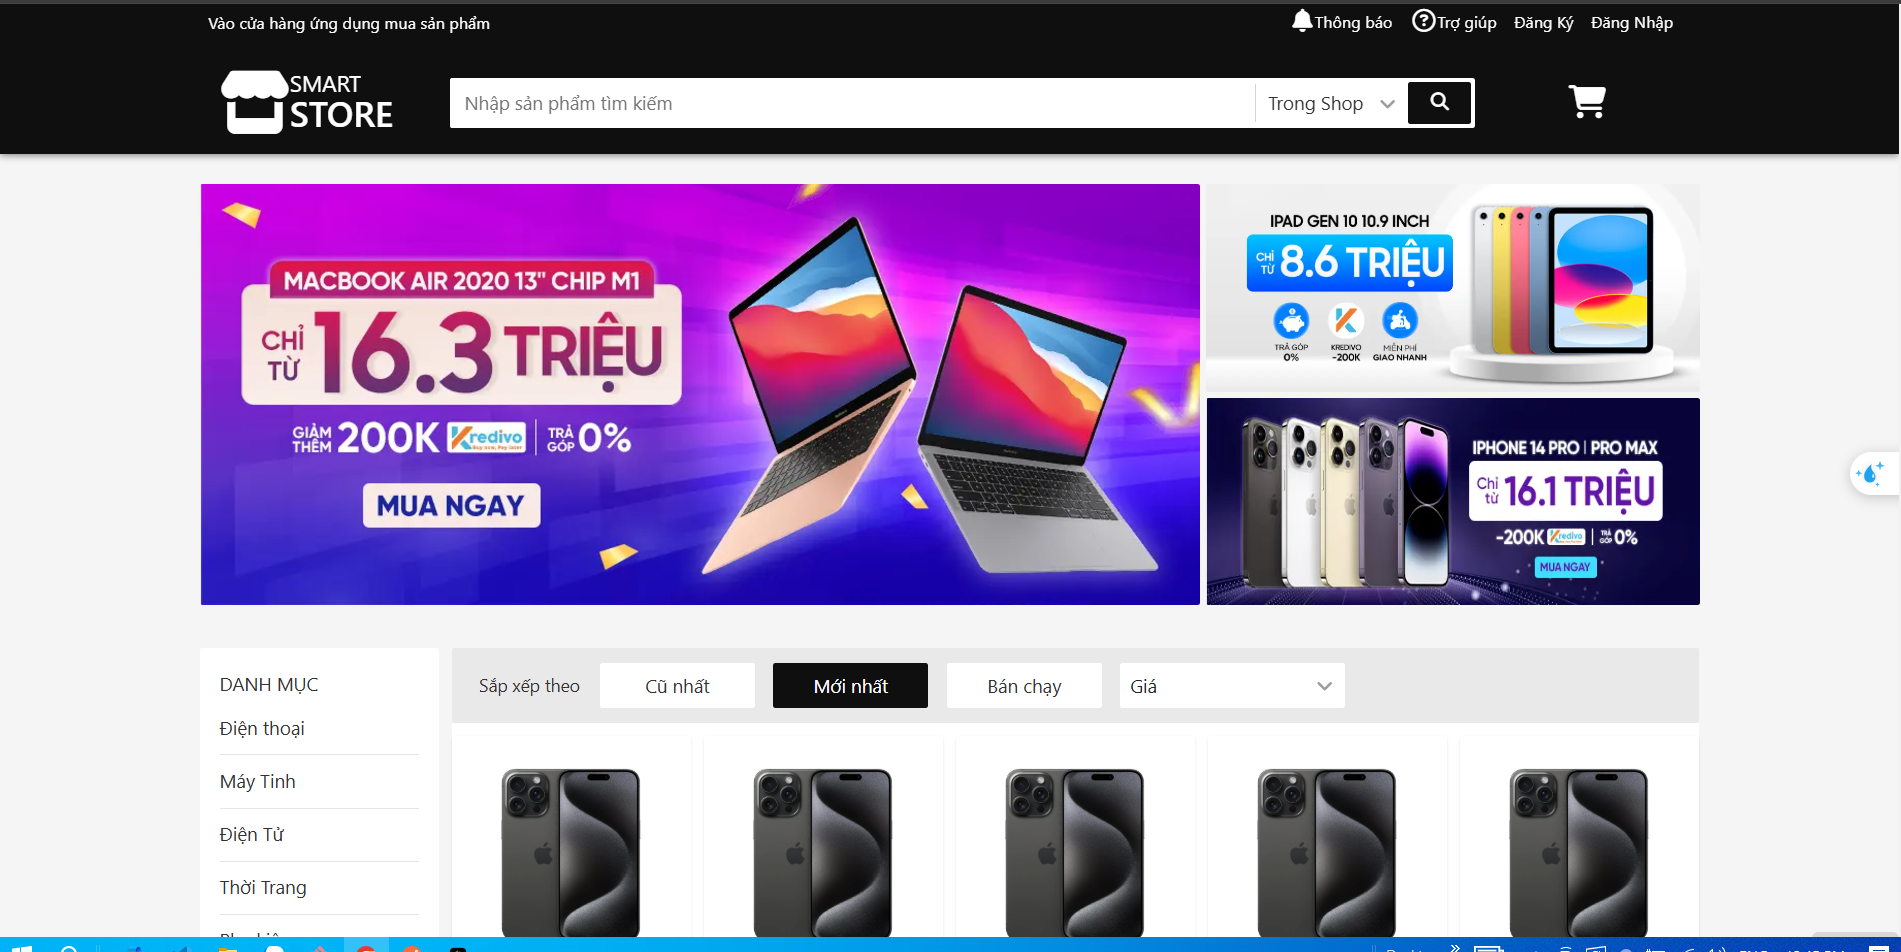 Vào cửa hàng ứng dụng mua sản phẩm
Thông báo
Trợ giúp
Đăng Ký
Đăng Nhập
SMART
STORE
Nhập sản phẩm tìm kiếm
Trong Shop
MACBOOK AIR 2020 13" CHIP M1
CHỈ TỪ 16.3 TRIỆU
GIẢM THÊM 200K Kredivo
Buy now. Pay later
TRẢ GÓP 0%
MUA NGAY
IPAD GEN 10 10.9 INCH
CHỈ TỪ 8.6 TRIỆU
TRẢ GÓP
0%
KREDIVO
-200K
MIỄN PHÍ
GIAO NHANH
IPHONE 14 PRO | PRO MAX
Chỉ từ 16.1 TRIỆU
-200K Kredivo | TRẢ GÓP 0%
MUA NGAY
DANH MỤC
Điện thoại
Máy Tinh
Điện Tử
Thời Trang
Sắp xếp theo
Cũ nhất
Mới nhất
Bán chạy
Giá